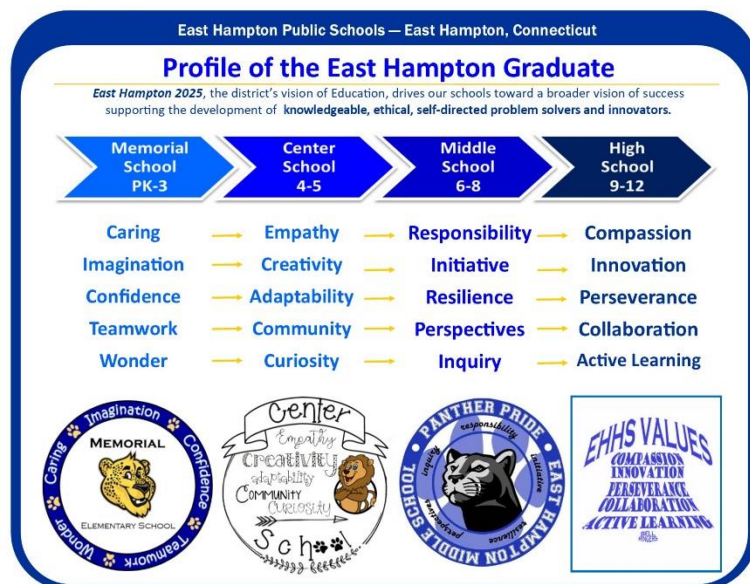 East Hampton Public Schools — East Hampton, Connecticut
Profile of the East Hampton Graduate
East Hampton 2025, the district's vision of Education, drives our schools toward a broader vision of success
supporting the development of knowledgeable, ethical, self-directed problem solvers and innovators.
Memorial
School
PK-3
Center
School
4-5
Middle
School
6-8
High
School
9-12
Caring Empathy Responsibility Compassion
Imagination Creativity Initiative Innovation
Confidence Adaptability Resilience Perseverance
Teamwork Community Perspectives Collaboration
Wonder Curiosity Inquiry Active Learning
Caring Imagination Confidence Teamwork Wonder
MEMORIAL
ELEMENTARY SCHOOL
Center
Empathy
Creativity
adaptability
Community
Curiosity
School
PANTHER PRIDE
EAST HAMPTON MIDDLE SCHOOL
responsibility
initiative
resilience
perspectives
inquiry
EHHS VALUES
COMPASSION
INNOVATION
PERSEVERANCE
COLLABORATION
ACTIVE LEARNING